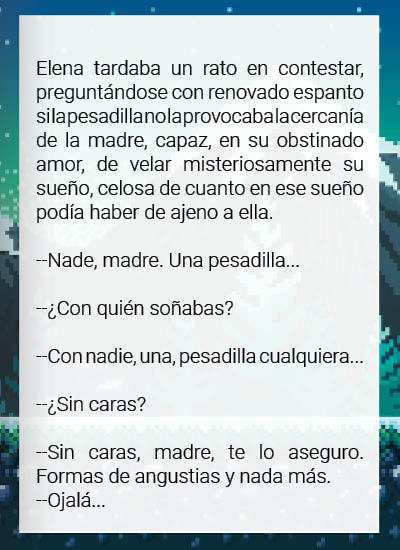 Elena tardaba un rato en contestar,
preguntándose con renovado espanto
si la pesadilla no la provocaba la cercanía
de la madre, capaz, en su obstinado
amor, de velar misteriosamente su
sueño, celosa de cuanto en ese sueño
podía haber de ajeno a ella.
--Nade, madre. Una pesadilla...
--¿Con quién soñabas?
--Con nadie, una, pesadilla cualquiera...
--¿Sin caras?
--Sin caras, madre, te lo aseguro.
Formas de angustias y nada más.
--Ojalá...